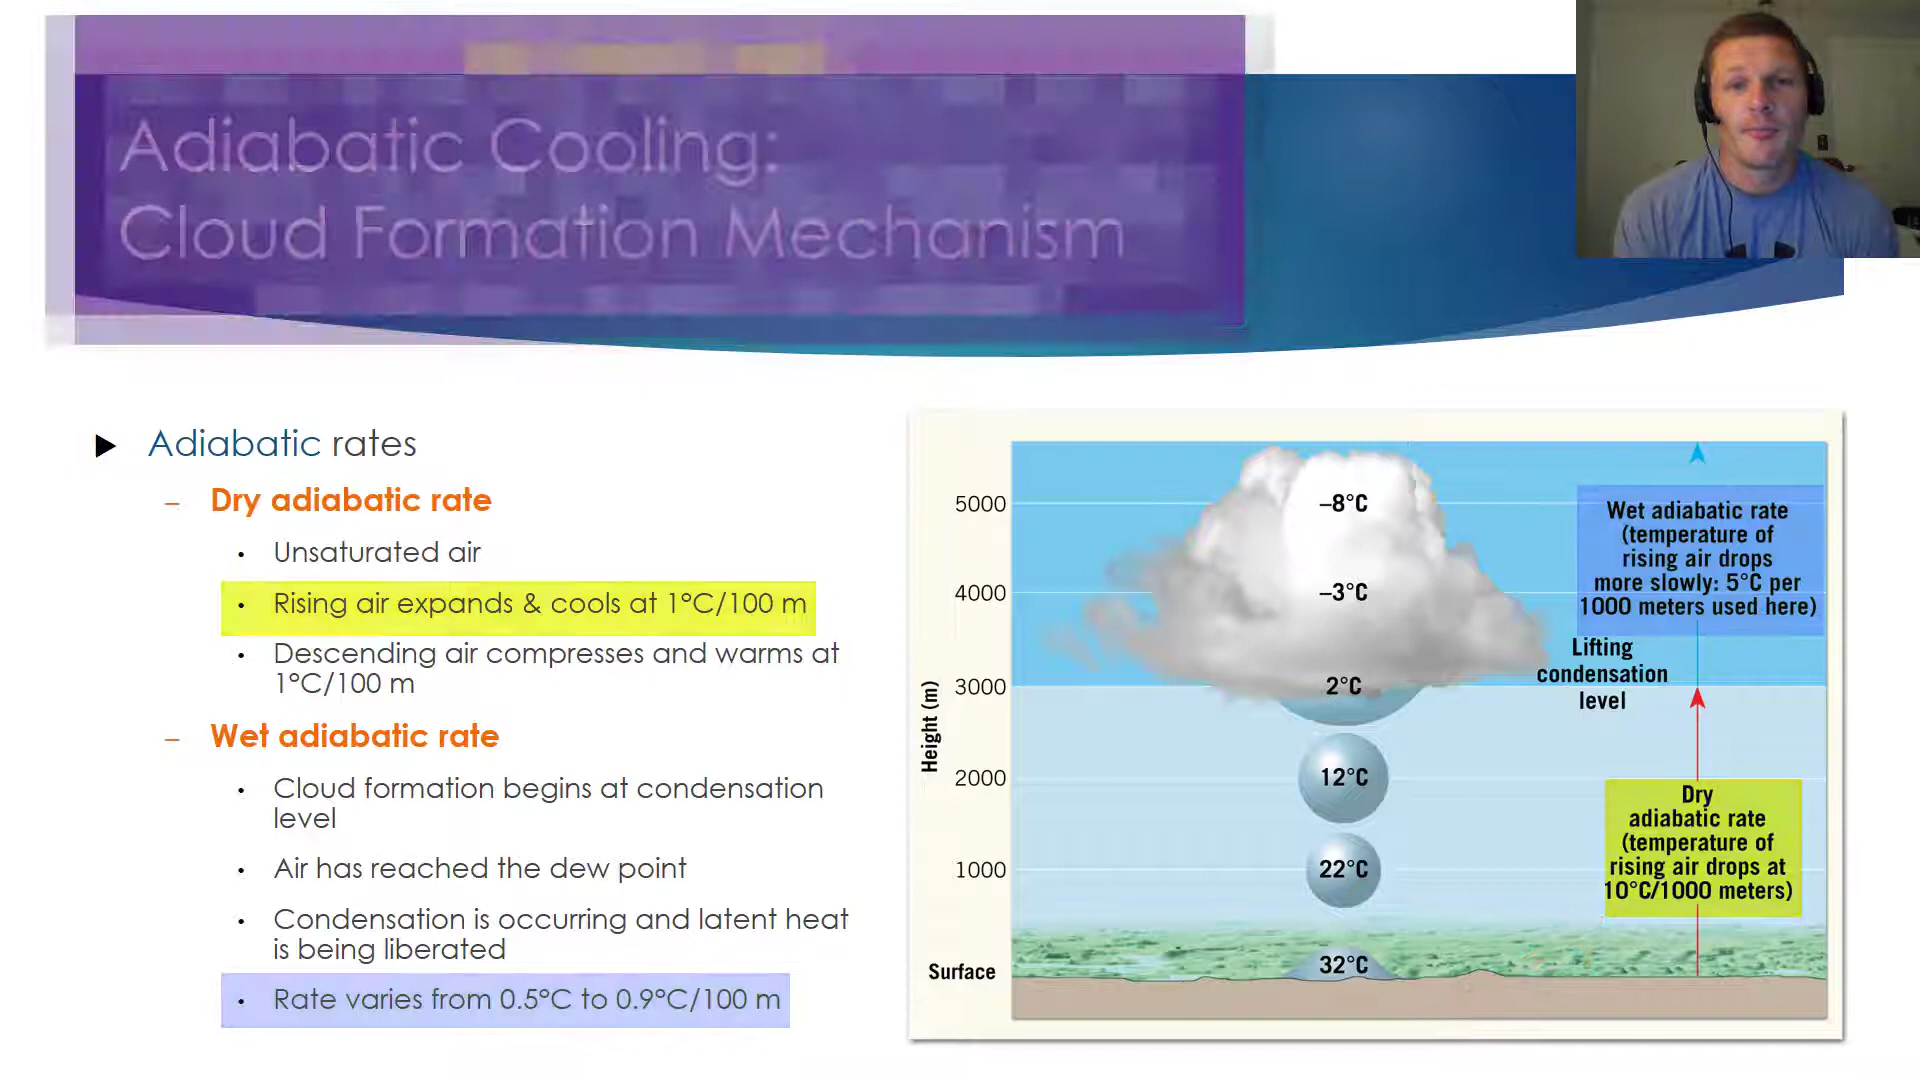 Adiabatic Cooling:
Cloud Formation Mechanism
Adiabatic rates
– Dry adiabatic rate
• Unsaturated air
• Rising air expands & cools at 1°C/100 m
• Descending air compresses and warms at
1°C/100 m
– Wet adiabatic rate
• Cloud formation begins at condensation
level
• Air has reached the dew point
• Condensation is occurring and latent heat
is being liberated
• Rate varies from 0.5°C to 0.9°C/100 m
Height (m)
5000
4000
3000
2000
1000
Surface
–8°C
–3°C
2°C
12°C
22°C
32°C
Wet adiabatic rate
(temperature of
rising air drops
more slowly: 5°C per
1000 meters used here)
Lifting
condensation
level
Dry
adiabatic rate
(temperature of
rising air drops at
10°C/1000 meters)